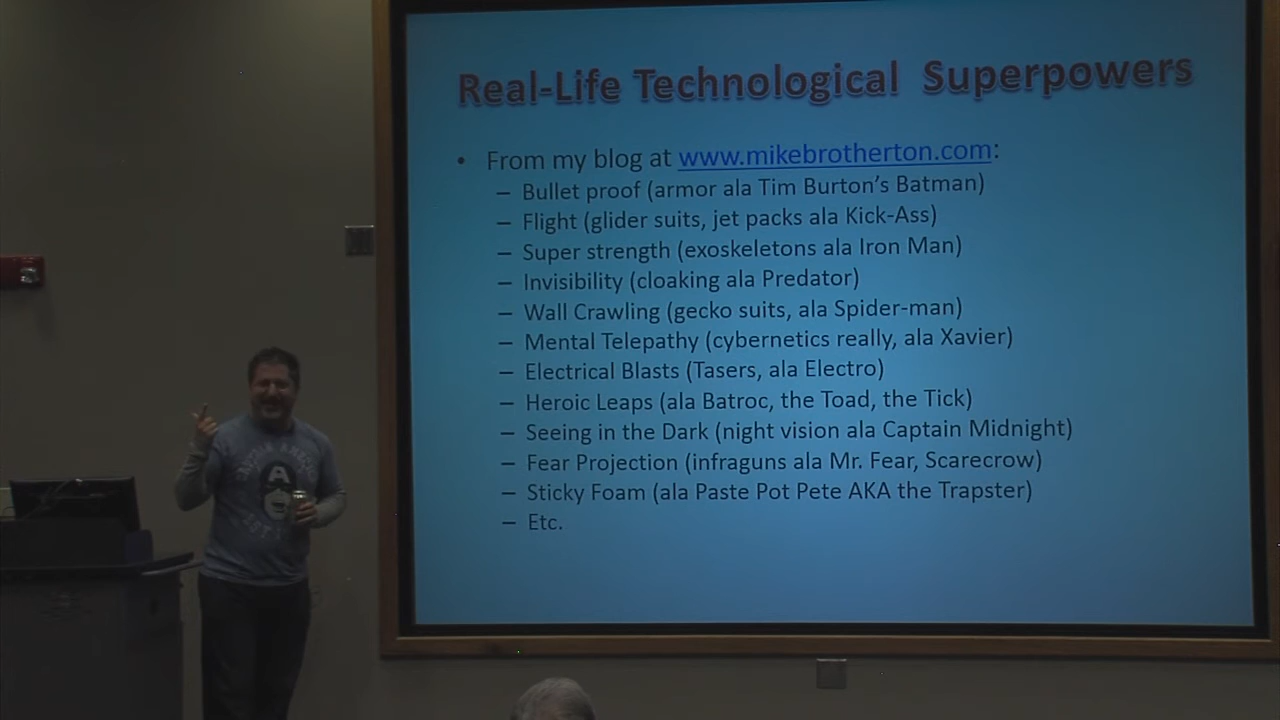 Real-Life Technological Superpowers
• From my blog at www.mikebrotherton.com:
– Bullet proof (armor ala Tim Burton's Batman)
– Flight (glider suits, jet packs ala Kick-Ass)
– Super strength (exoskeletons ala Iron Man)
– Invisibility (cloaking ala Predator)
– Wall Crawling (gecko suits, ala Spider-man)
– Mental Telepathy (cybernetics really, ala Xavier)
– Electrical Blasts (Tasers, ala Electro)
– Heroic Leaps (ala Batroc, the Toad, the Tick)
– Seeing in the Dark (night vision ala Captain Midnight)
– Fear Projection (infraguns ala Mr. Fear, Scarecrow)
– Sticky Foam (ala Paste Pot Pete AKA the Trapster)
– Etc.
A